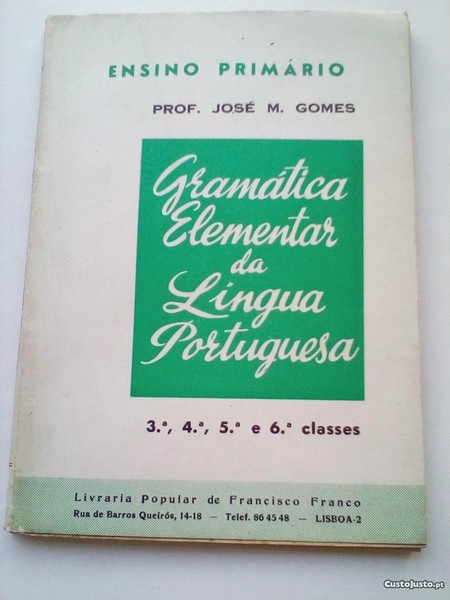 ENSINO PRIMÁRIO
PROF. JOSÉ M. GOMES
Gramática
Elementar
da
Língua
Portuguesa
3.ª, 4.ª, 5.ª e 6.ª classes
Livraria Popular de Francisco Franco
Rua de Barros Queirós, 14-18 — Telef. 86 45 48 — LISBOA-2
CustoJusto.pt